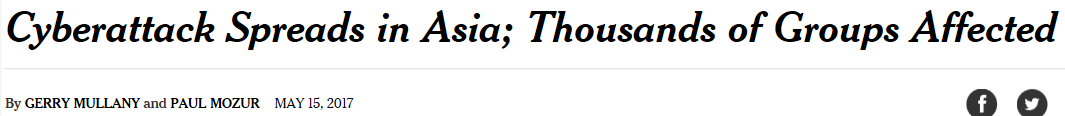 Cyberattack Spreads in Asia; Thousands of Groups Affected
By GERRY MULLANY and PAUL MOZUR MAY 15, 2017